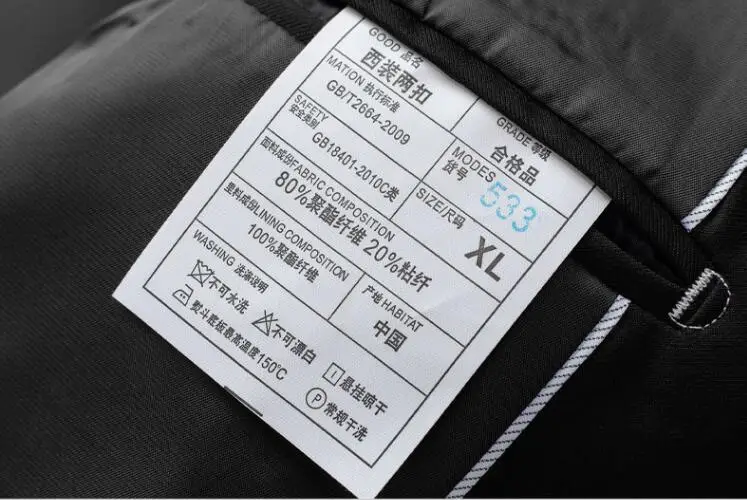 GOOD 品名
西装两扣
GRADE 等级
合格品
MATION 执行标准
GB/T2664-2009
MODES
货号
533
SAFETY
安全类别
GB18401-2010C类
SIZE/尺码
XL
面料成份FABRIC COMPOSITION
80%聚酯纤维 20%粘纤
里料成份LINING COMPOSITION
100%聚酯纤维
产地 HABITAT
中国
WASHING 洗涤说明
不可水洗
不可漂白
悬挂晾干
熨斗底板最高温度150℃
P 常规干洗